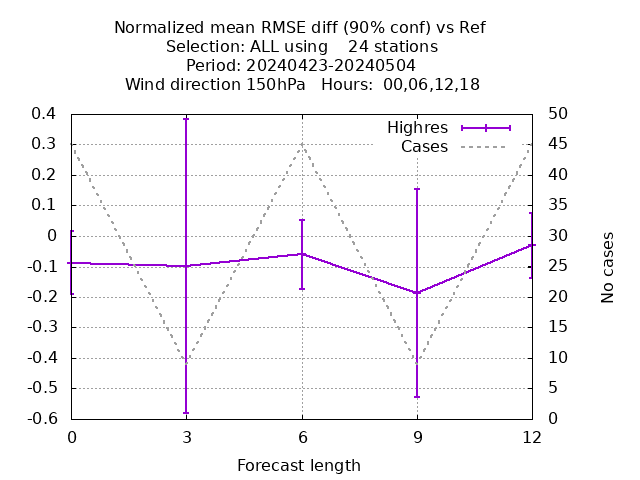 Normalized mean RMSE diff (90% conf) vs Ref
Selection: ALL using    24 stations
Period: 20240423-20240504
Wind direction 150hPa   Hours:  00,06,12,18
0.4
0.3
0.2
0.1
0
-0.1
-0.2
-0.3
-0.4
-0.5
-0.6
Highres
Cases
50
45
40
35
30
25
20
15
10
5
0
No cases
0 3 6 9 12
Forecast length